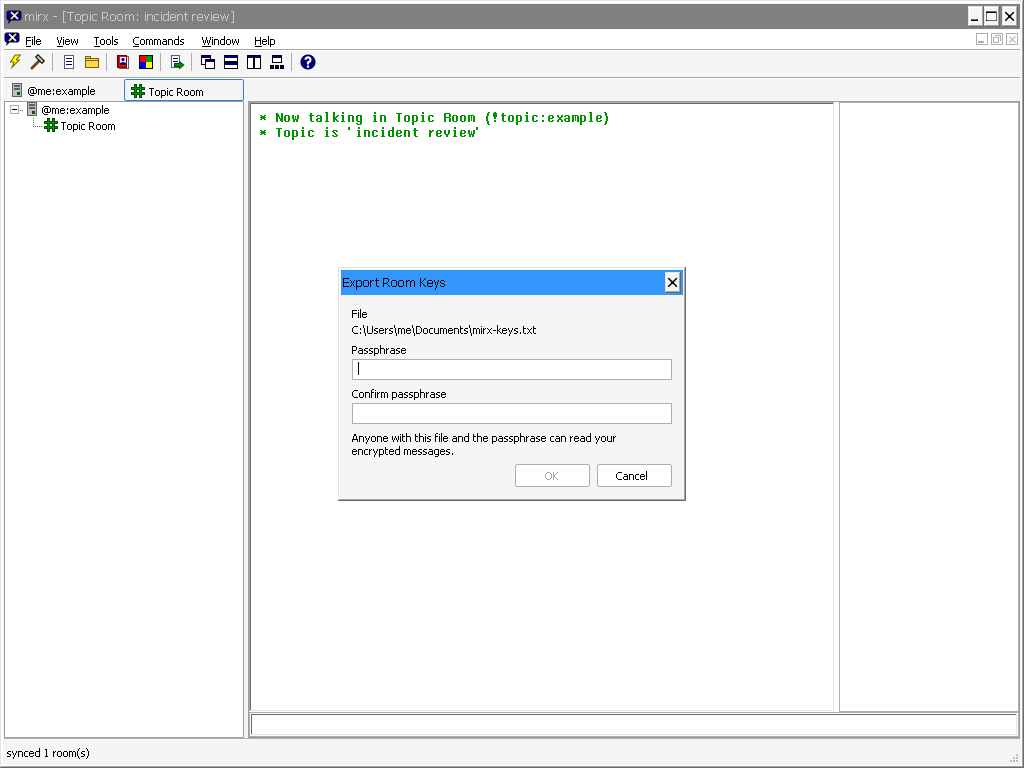 mirx - [Topic Room: incident review]
File View Tools Commands Window Help
@me:example Topic Room
@me:example
Topic Room
* Now talking in Topic Room (!topic:example)
* Topic is 'incident review'
Export Room Keys
File
C:\Users\me\Documents\mirx-keys.txt
Passphrase
Confirm passphrase
Anyone with this file and the passphrase can read your
encrypted messages.
OK Cancel
synced 1 room(s)